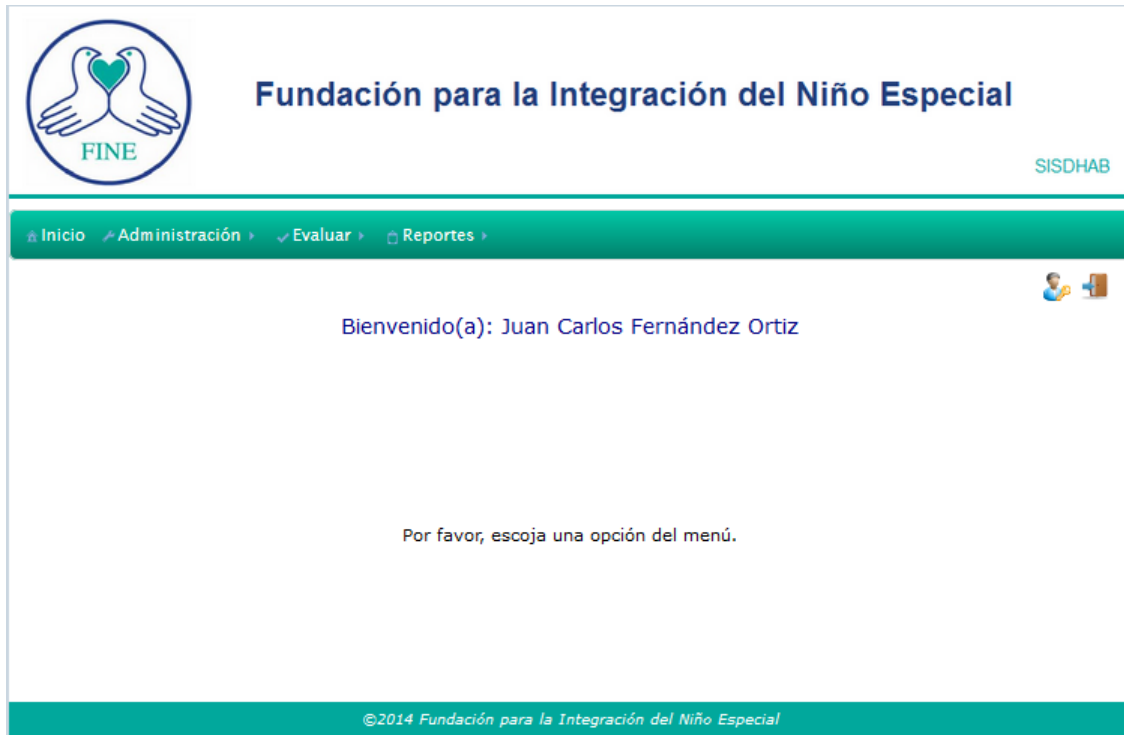 FINE
Fundación para la Integración del Niño Especial
SISDHAB
Inicio Administración Evaluar Reportes
Bienvenido(a): Juan Carlos Fernández Ortiz
Por favor, escoja una opción del menú.
©2014 Fundación para la Integración del Niño Especial